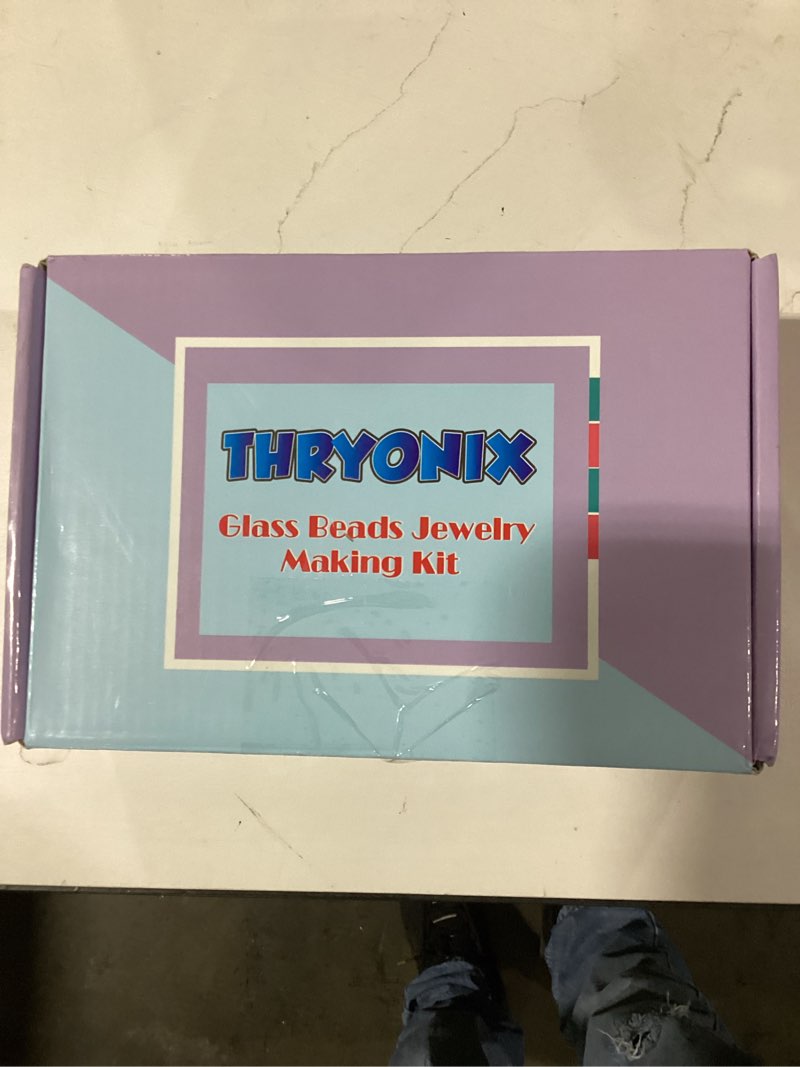 THRYONIX
Glass Beads Jewelry
Making Kit